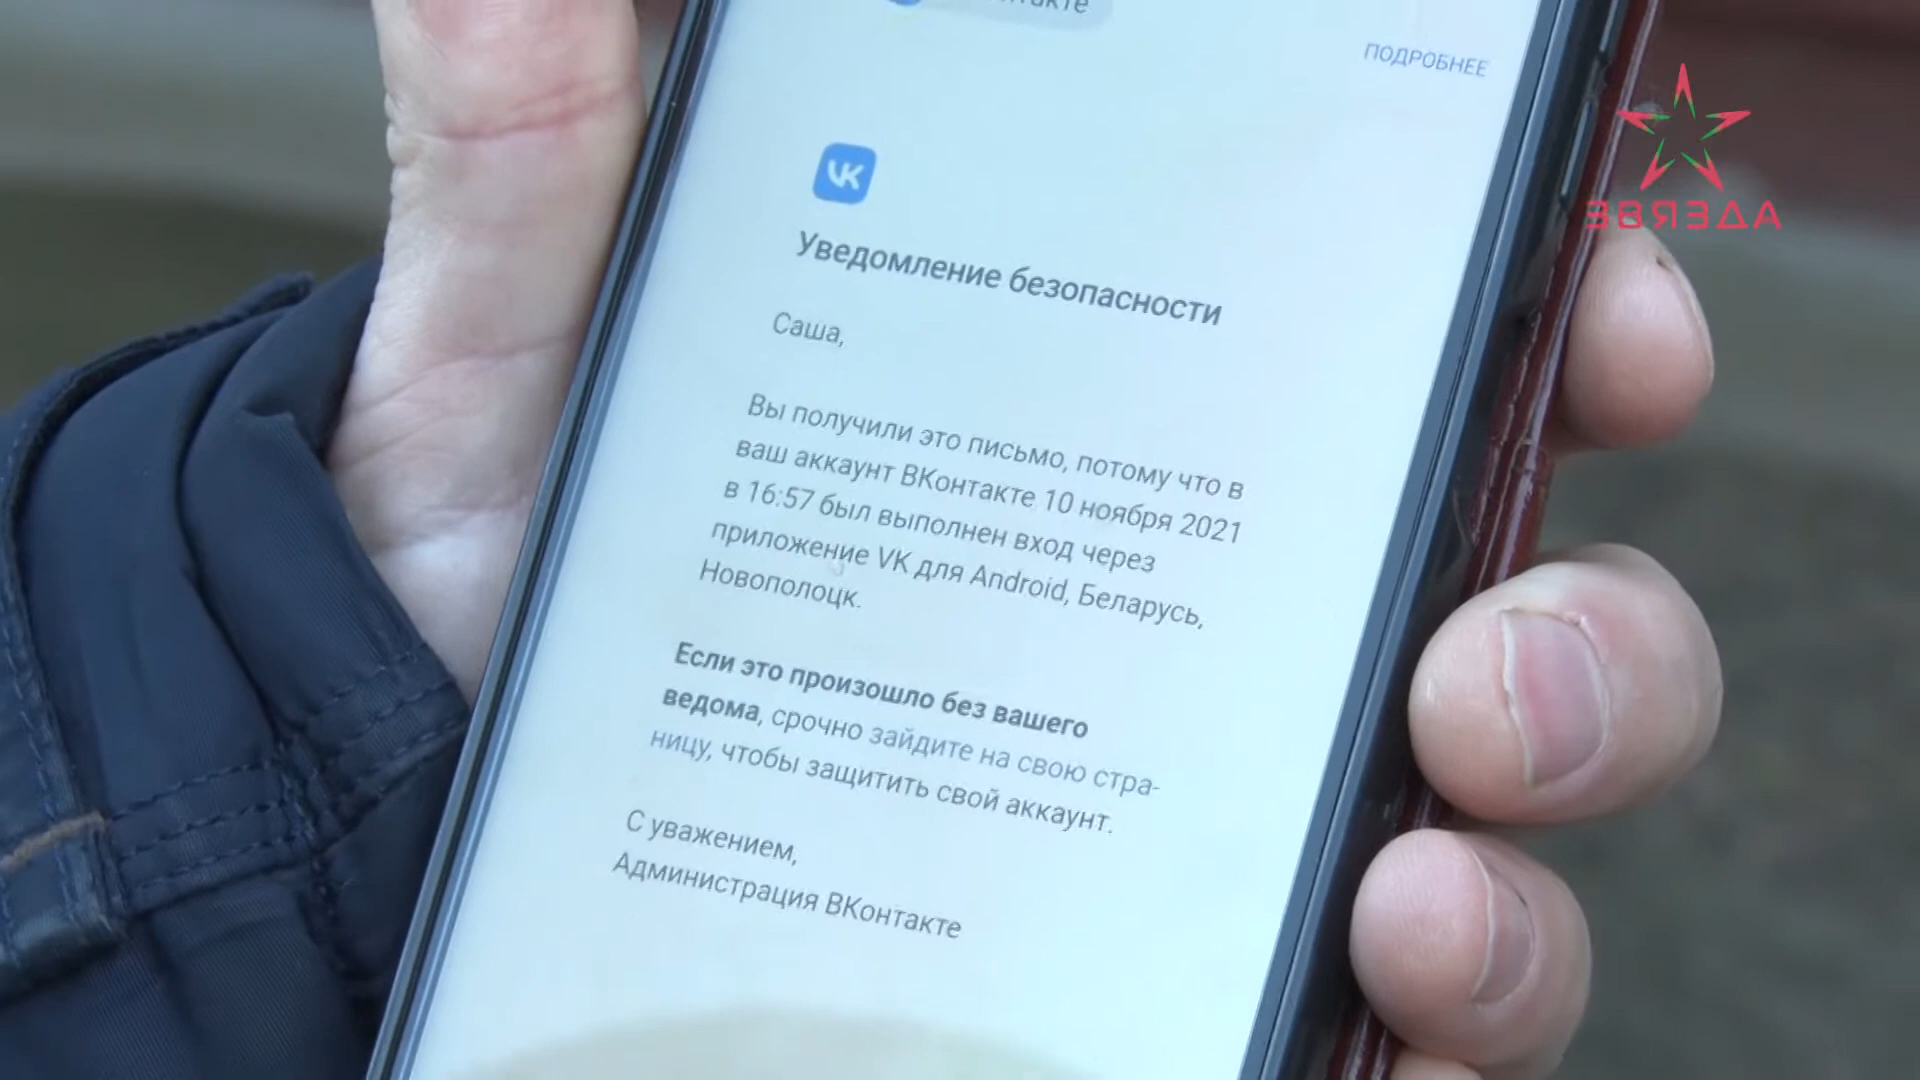 ПОДРОБНЕЕ
VK
ЗВЯЗДА
Уведомление безопасности
Саша,
Вы получили это письмо, потому что в
ваш аккаунт ВКонтакте 10 ноября 2021
в 16:57 был выполнен вход через
приложение VK для Android, Беларусь,
Новополоцк.
Если это произошло без вашего
ведома, срочно зайдите на свою стра-
ницу, чтобы защитить свой аккаунт.
С уважением,
Администрация ВКонтакте